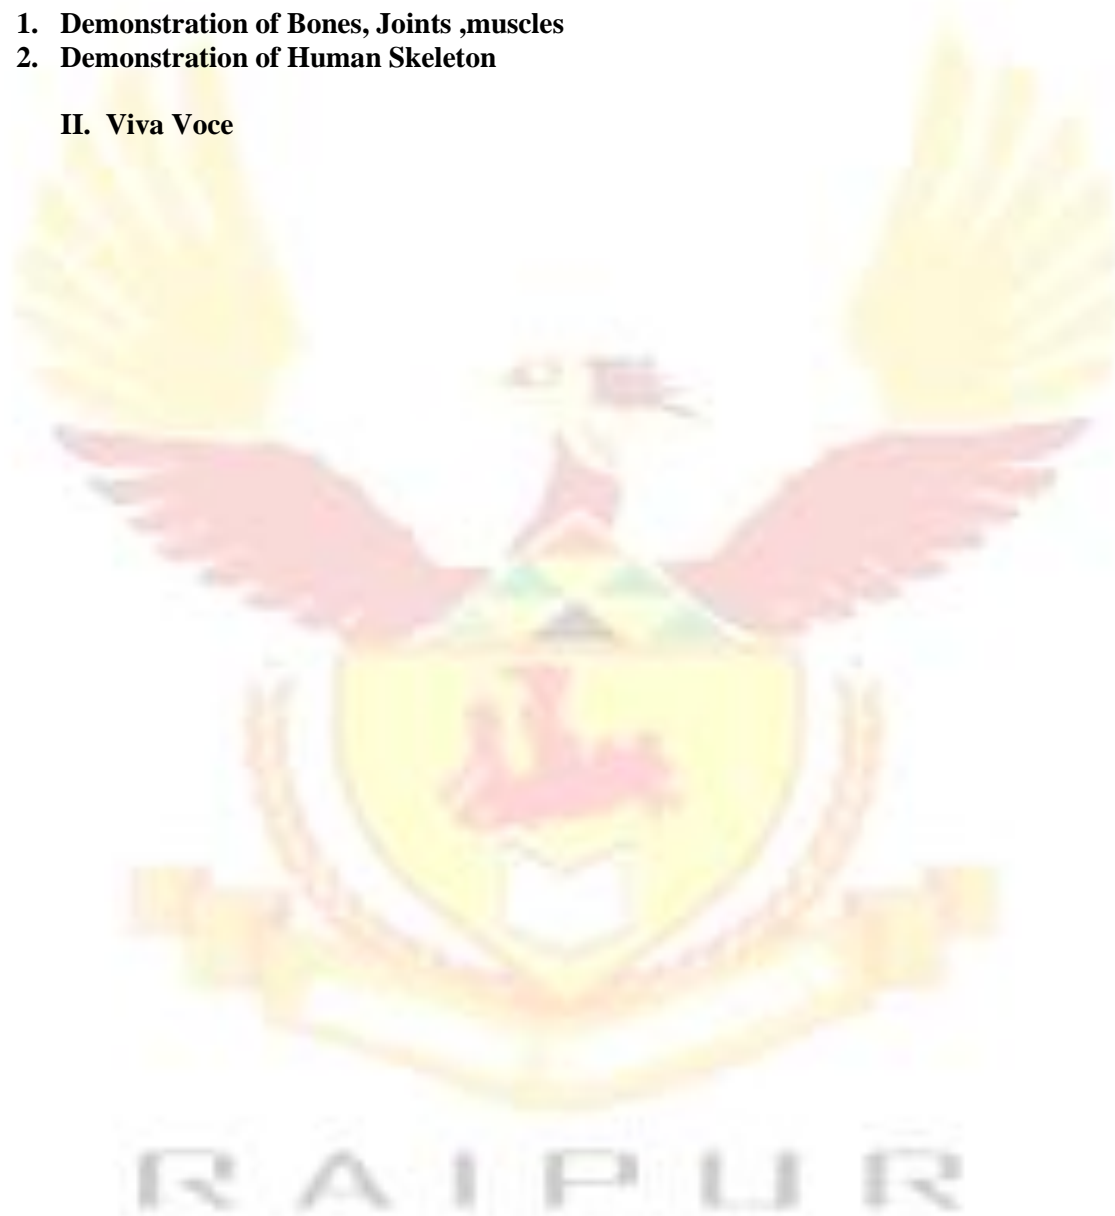 1. Demonstration of Bones, Joints ,muscles
2. Demonstration of Human Skeleton
II. Viva Voce
RAIPUR